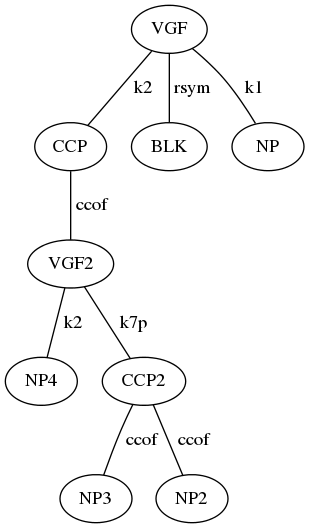 VGF
k2 rsym k1
CCP BLK NP
ccof
VGF2
k2 k7p
NP4 CCP2
ccof ccof
NP3 NP2